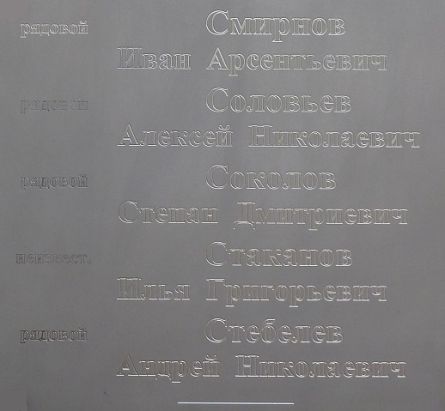 рядовой Смирнов
Иван Арсентьевич
рядовой Соловьев
Алексей Николаевич
рядовой Соколов
Степан Дмитриевич
неизвест. Стаканов
Илья Григорьевич
рядовой Стебелев
Андрей Николаевич